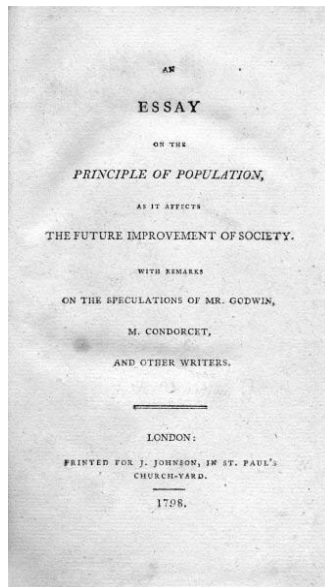 AN
ESSAY
ON THE
PRINCIPLE OF POPULATION,
AS IT AFFECTS
THE FUTURE IMPROVEMENT OF SOCIETY.
WITH REMARKS
ON THE SPECULATIONS OF MR. GODWIN,
M. CONDORCET,
AND OTHER WRITERS.
LONDON:
PRINTED FOR J. JOHNSON, IN ST. PAUL'S
CHURCH-YARD.
1798.